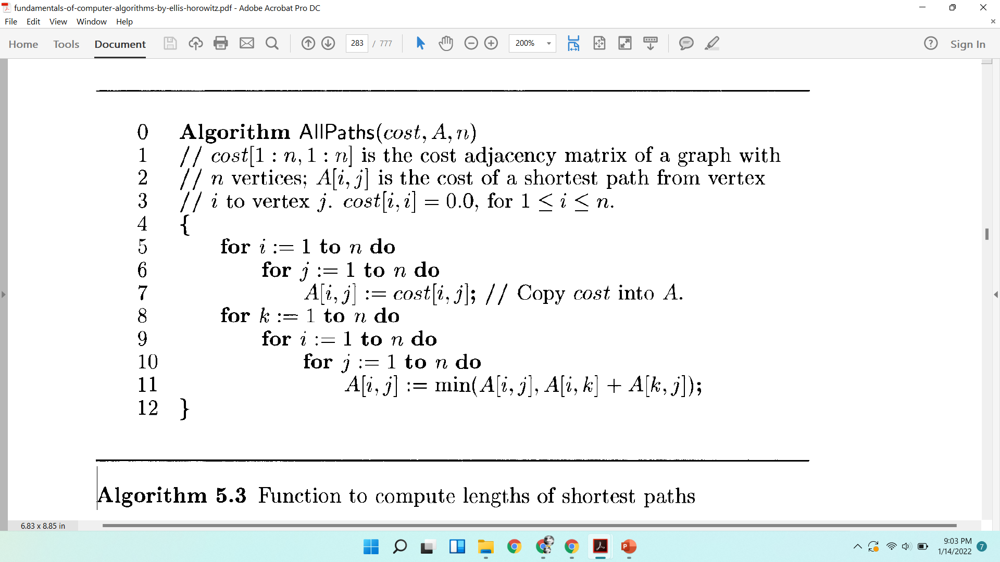 fundamentals-of-computer-algorithms-by-ellis-horowitz.pdf - Adobe Acrobat Pro DC
File Edit View Window Help
Home Tools Document 283 / 777 200% Sign In
0 Algorithm AllPaths(cost, A, n)
1 // cost[1 : n, 1 : n] is the cost adjacency matrix of a graph with
2 // n vertices; A[i, j] is the cost of a shortest path from vertex
3 // i to vertex j. cost[i, i] = 0.0, for 1 ≤ i ≤ n.
4 {
5 for i := 1 to n do
6 for j := 1 to n do
7 A[i, j] := cost[i, j]; // Copy cost into A.
8 for k := 1 to n do
9 for i := 1 to n do
10 for j := 1 to n do
11 A[i, j] := min(A[i, j], A[i, k] + A[k, j]);
12 }
Algorithm 5.3 Function to compute lengths of shortest paths
6.83 x 8.85 in
9:03 PM
1/14/2022 7